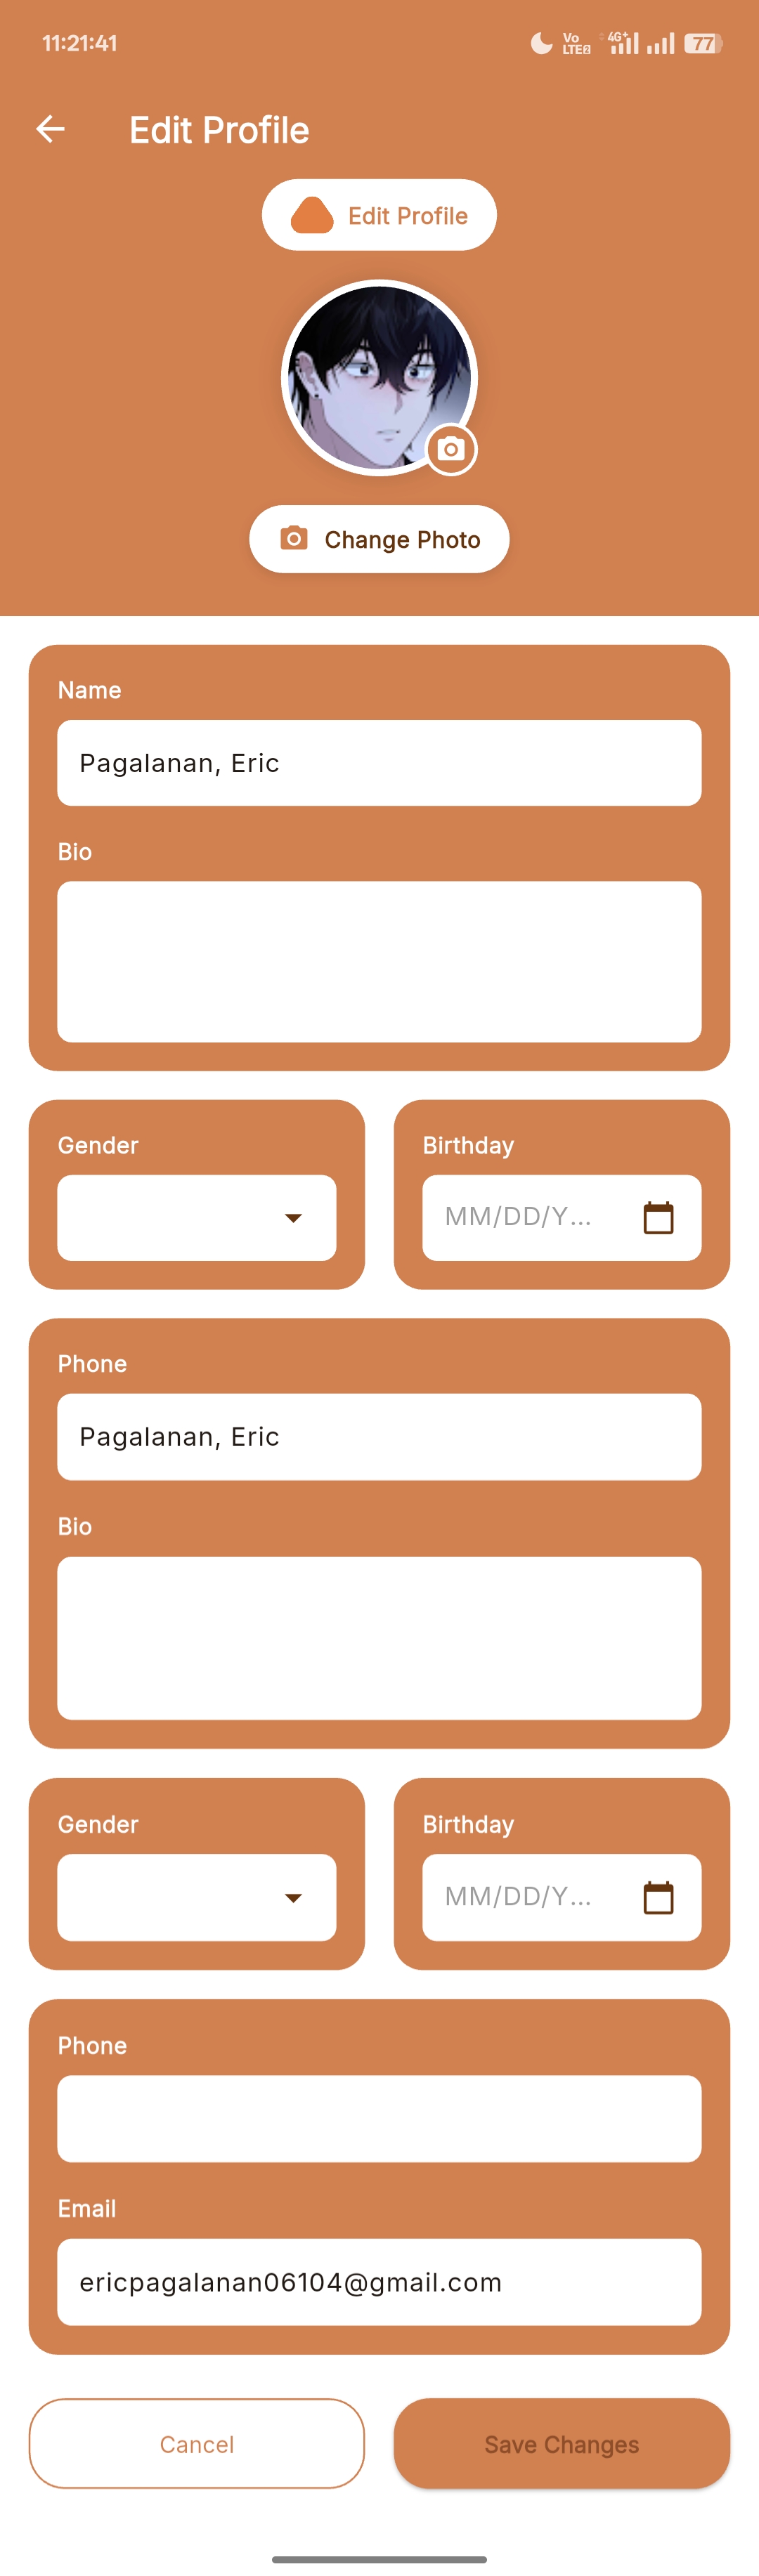 11:21:41
Vo LTE2 4G+ 77
Edit Profile
Edit Profile
Change Photo
Name
Pagalanan, Eric
Bio
Gender
Birthday
MM/DD/Y...
Phone
Pagalanan, Eric
Bio
Gender
Birthday
MM/DD/Y...
Phone
Email
ericpagalanan06104@gmail.com
Cancel
Save Changes